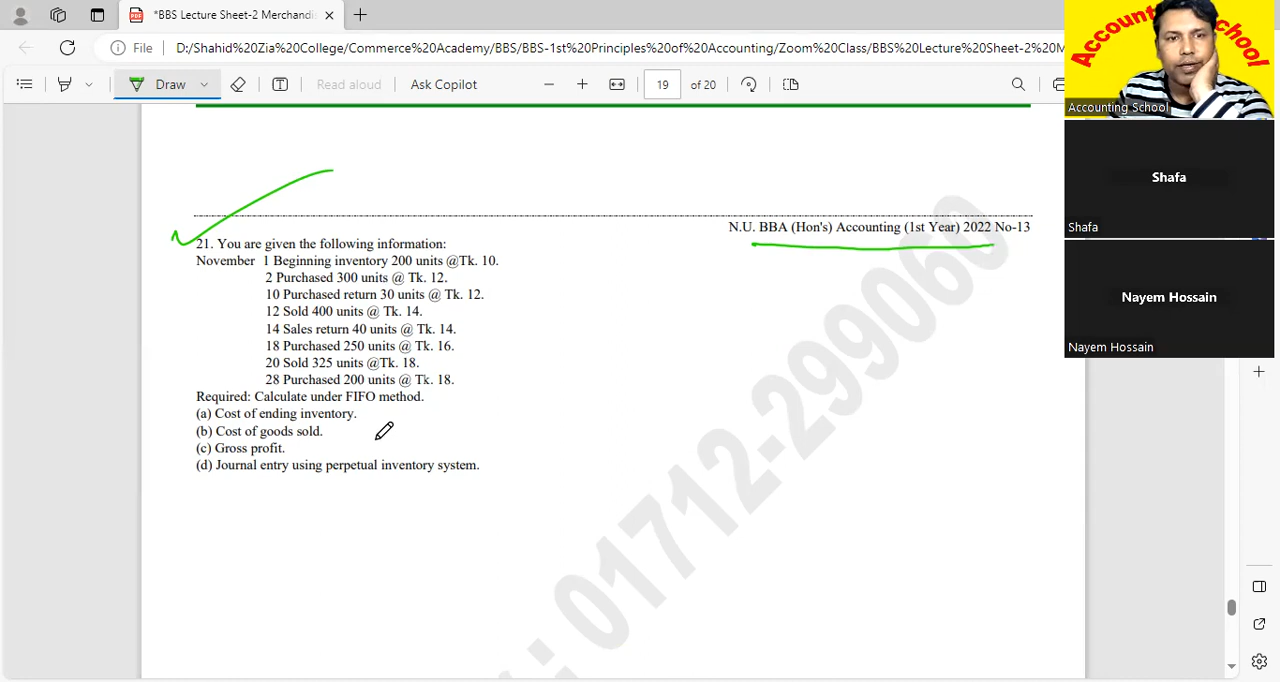 *BBS Lecture Sheet-2 Merchandi
File
D:/Shahid%20Zia%20College/Commerce%20Academy/BBS/BBS-1st%20Principles%20of%20Accounting/Zoom%20Class/BBS%20Lecture%20Sheet-2%20M
Draw
Read aloud
Ask Copilot
19
of 20
N.U. BBA (Hon's) Accounting (1st Year) 2022 No-13
21. You are given the following information:
November 1 Beginning inventory 200 units @Tk. 10.
2 Purchased 300 units @ Tk. 12.
10 Purchased return 30 units @ Tk. 12.
12 Sold 400 units @ Tk. 14.
14 Sales return 40 units @ Tk. 14.
18 Purchased 250 units @ Tk. 16.
20 Sold 325 units @Tk. 18.
28 Purchased 200 units @ Tk. 18.
Required: Calculate under FIFO method.
(a) Cost of ending inventory.
(b) Cost of goods sold.
(c) Gross profit.
(d) Journal entry using perpetual inventory system.
: 01712-299060
Accounting School
Shafa
Shafa
Nayem Hossain
Nayem Hossain